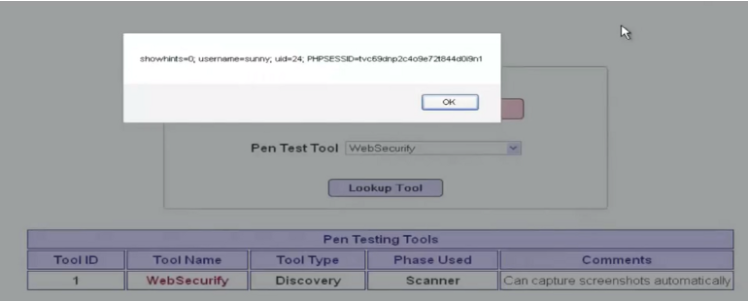 showhints=0; username=sunny; uid=24; PHPSESSID=tvc69dnp2c4o9e72l844d0i9n1
OK
Pen Test Tool WebSecurify
Lookup Tool
Pen Testing Tools
Tool ID Tool Name Tool Type Phase Used Comments
1 WebSecurify Discovery Scanner Can capture screenshots automatically